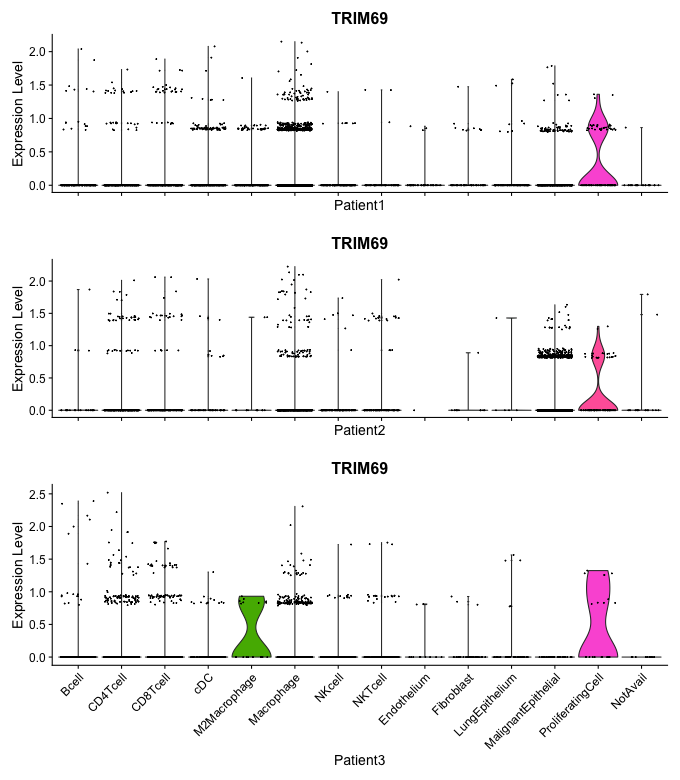 TRIM69
Expression Level
2.0
1.5
1.0
0.5
0.0
Patient1
TRIM69
Expression Level
2.0
1.5
1.0
0.5
0.0
Patient2
TRIM69
Expression Level
2.5
2.0
1.5
1.0
0.5
0.0
Bcell
CD4Tcell
CD8Tcell
cDC
M2Macrophage
Macrophage
NKcell
NKTcell
Endothelium
Fibroblast
LungEpithelium
MalignantEpithelial
ProliferatingCell
NotAvail
Patient3